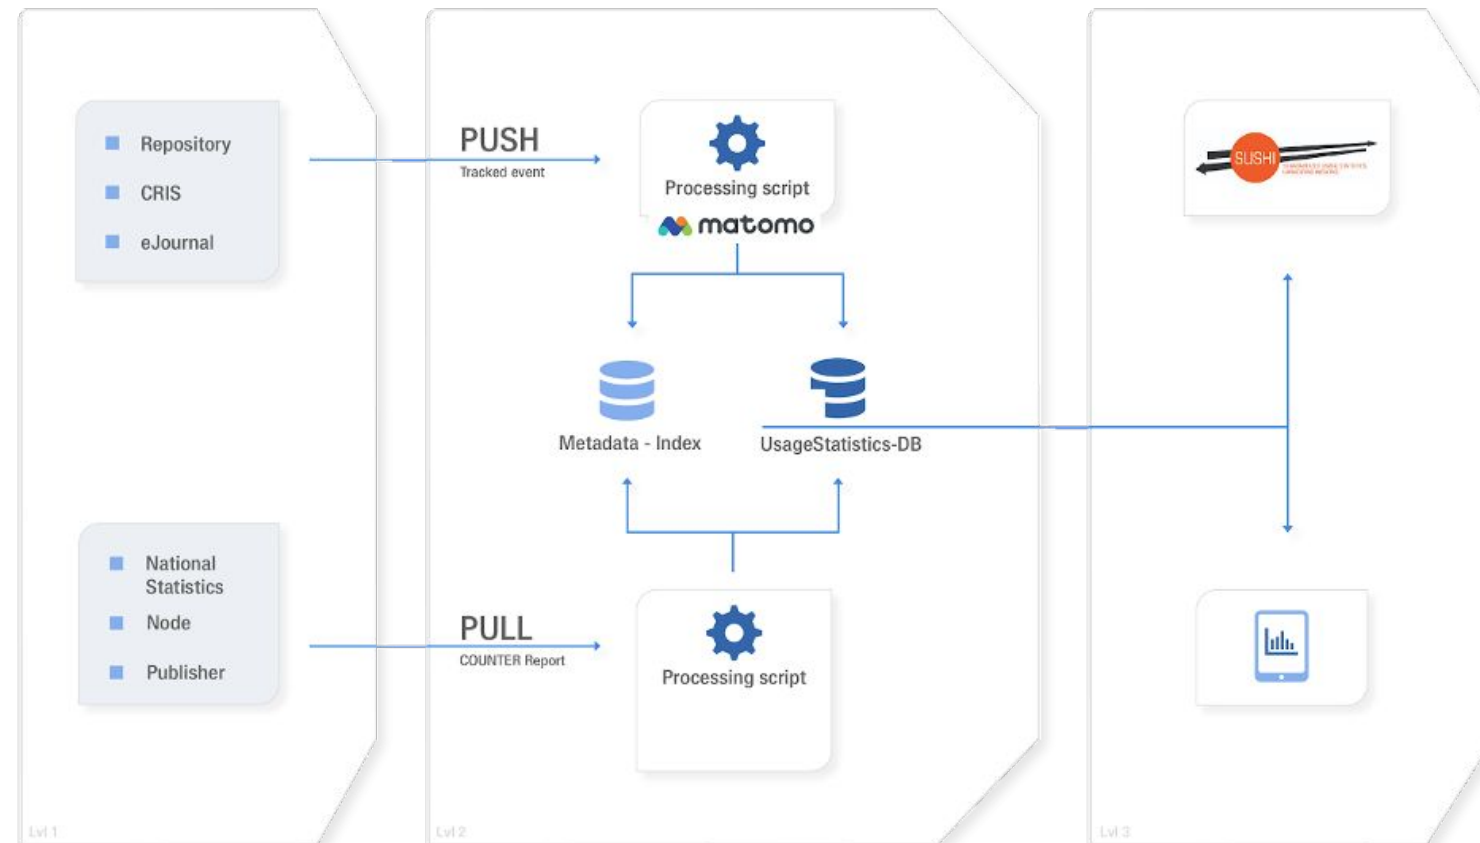 Repository
CRIS
eJournal
National
Statistics
Node
Publisher
Lvl 1
PUSH
Tracked event
Processing script
matomo
Metadata - Index
UsageStatistics-DB
PULL
COUNTER Report
Processing script
Lvl 2
SUSHI
Lvl 3